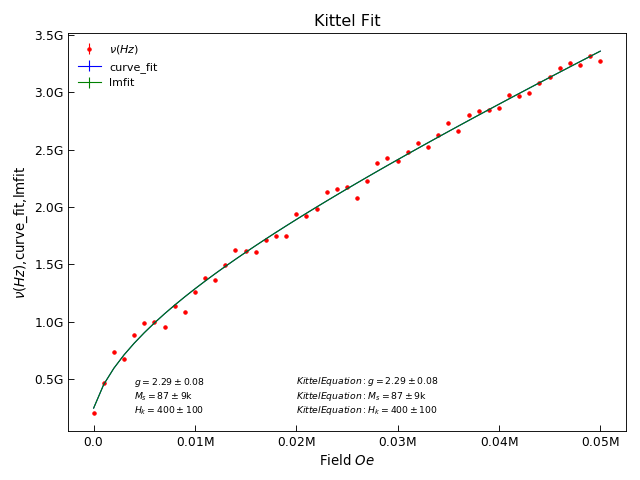 Kittel Fit
3.5G
3.0G
2.5G
2.0G
1.5G
1.0G
0.5G
ν(Hz),curve_fit,lmfit
ν(Hz)
curve_fit
lmfit
g = 2.29 ± 0.08
M_s = 87 ± 9k
H_k = 400 ± 100
KittelEquation: g = 2.29 ± 0.08
KittelEquation: M_s = 87 ± 9k
KittelEquation: H_k = 400 ± 100
0.0 0.01M 0.02M 0.03M 0.04M 0.05M
Field Oe